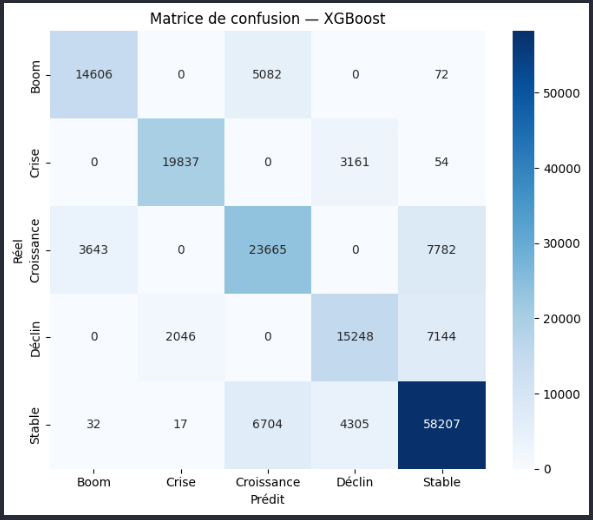 Matrice de confusion — XGBoost
Réel
Boom 14606 0 5082 0 72
Crise 0 19837 0 3161 54
Croissance 3643 0 23665 0 7782
Déclin 0 2046 0 15248 7144
Stable 32 17 6704 4305 58207
Boom Crise Croissance Déclin Stable
Prédit
50000
40000
30000
20000
10000
0